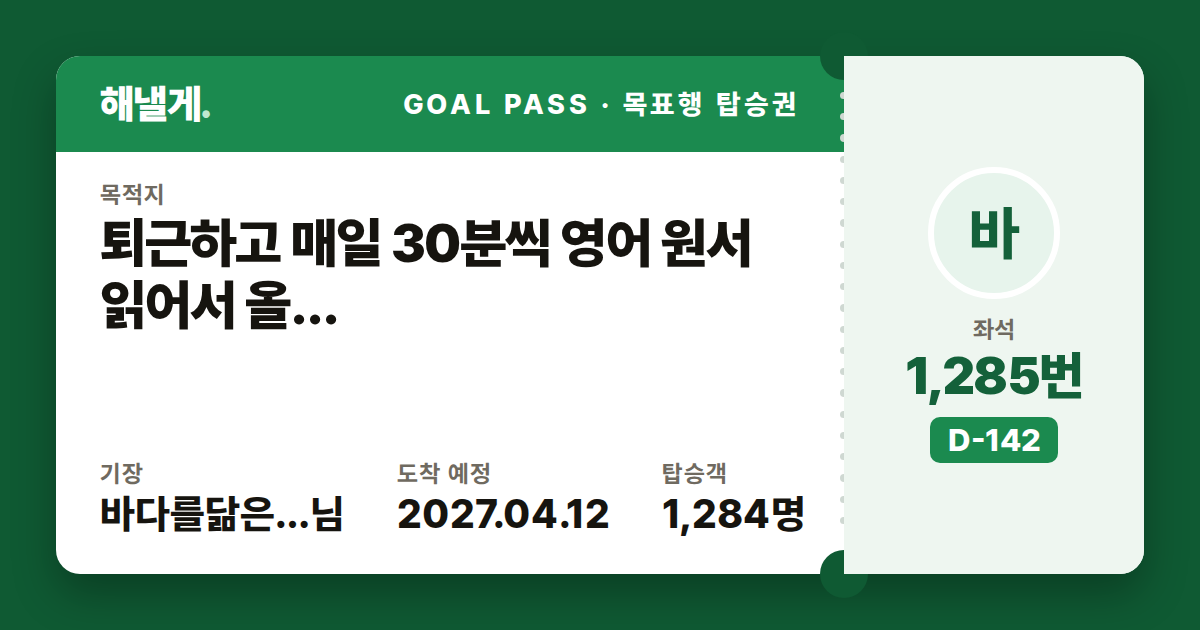 해낼게.
GOAL PASS · 목표행 탑승권
목적지
퇴근하고 매일 30분씩 영어 원서
읽어서 올...
기장
바다를닮은...님
도착 예정
2027.04.12
탑승객
1,284명
바
좌석
1,285번
D-142